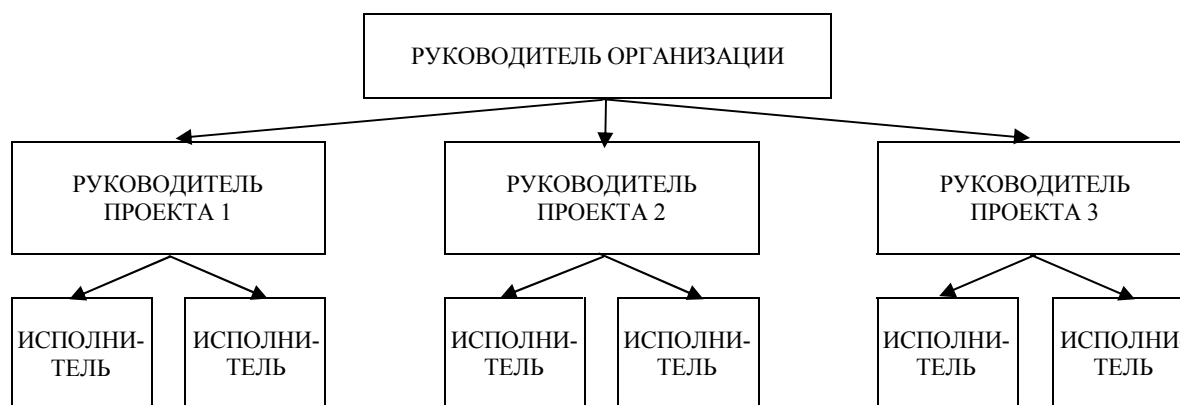 РУКОВОДИТЕЛЬ ОРГАНИЗАЦИИ
РУКОВОДИТЕЛЬ
ПРОЕКТА 1
РУКОВОДИТЕЛЬ
ПРОЕКТА 2
РУКОВОДИТЕЛЬ
ПРОЕКТА 3
ИСПОЛНИ-
ТЕЛЬ
ИСПОЛНИ-
ТЕЛЬ
ИСПОЛНИ-
ТЕЛЬ
ИСПОЛНИ-
ТЕЛЬ
ИСПОЛНИ-
ТЕЛЬ
ИСПОЛНИ-
ТЕЛЬ